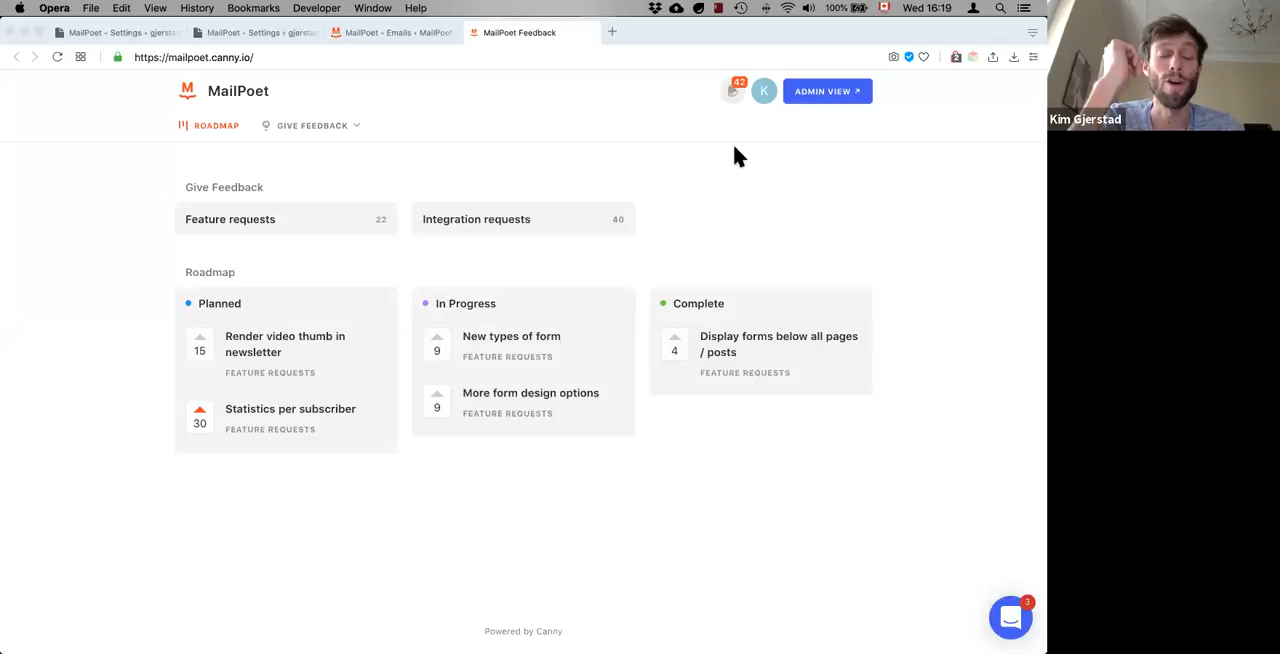 Opera File Edit View History Bookmarks Developer Window Help 100% Wed 16:19
MailPoet - Settings ‹ gjersta MailPoet - Settings ‹ gjersta MailPoet - Emails ‹ MailPoet MailPoet Feedback
https://mailpoet.canny.io/
MailPoet
42
K
ADMIN VIEW
ROADMAP
GIVE FEEDBACK
Kim Gjerstad
Give Feedback
Feature requests 22
Integration requests 40
Roadmap
Planned
15
Render video thumb in
newsletter
FEATURE REQUESTS
30
Statistics per subscriber
FEATURE REQUESTS
In Progress
9
New types of form
FEATURE REQUESTS
9
More form design options
FEATURE REQUESTS
Complete
4
Display forms below all pages
/ posts
FEATURE REQUESTS
3
Powered by Canny